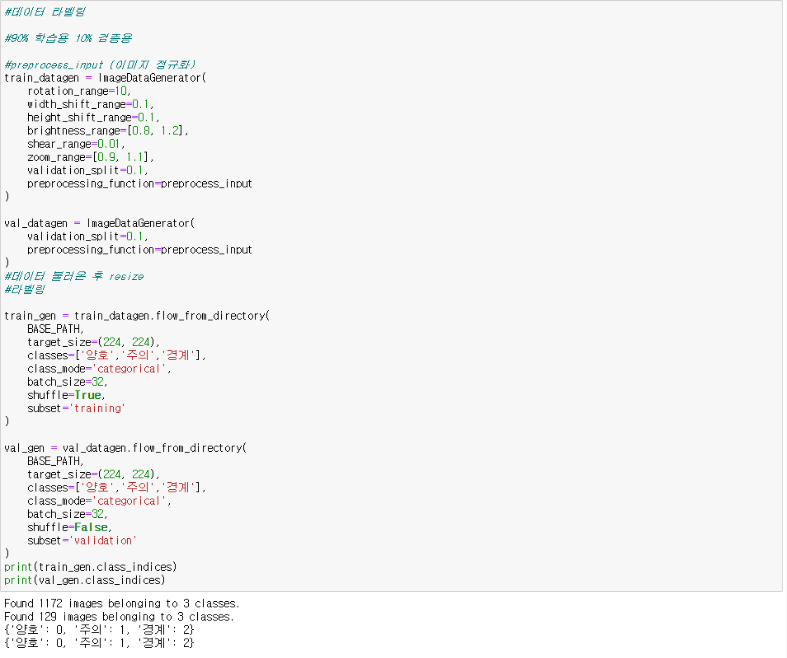 #데이터 라벨링
#90% 학습용 10% 검증용
#preprocess_input (이미지 정규화)
train_datagen = ImageDataGenerator(
rotation_range=10,
width_shift_range=0.1,
height_shift_range=0.1,
brightness_range=[0.8, 1.2],
shear_range=0.01,
zoom_range=[0.9, 1.1],
validation_split=0.1,
preprocessing_function=preprocess_input
)
val_datagen = ImageDataGenerator(
validation_split=0.1,
preprocessing_function=preprocess_input
)
#데이터 불러온 후 resize
#라벨링
train_gen = train_datagen.flow_from_directory(
BASE_PATH,
target_size=(224, 224),
classes=['양호','주의','경계'],
class_mode='categorical',
batch_size=32,
shuffle=True,
subset='training'
)
val_gen = val_datagen.flow_from_directory(
BASE_PATH,
target_size=(224, 224),
classes=['양호','주의','경계'],
class_mode='categorical',
batch_size=32,
shuffle=False,
subset='validation'
)
print(train_gen.class_indices)
print(val_gen.class_indices)
Found 1172 images belonging to 3 classes.
Found 129 images belonging to 3 classes.
{'양호': 0, '주의': 1, '경계': 2}
{'양호': 0, '주의': 1, '경계': 2}